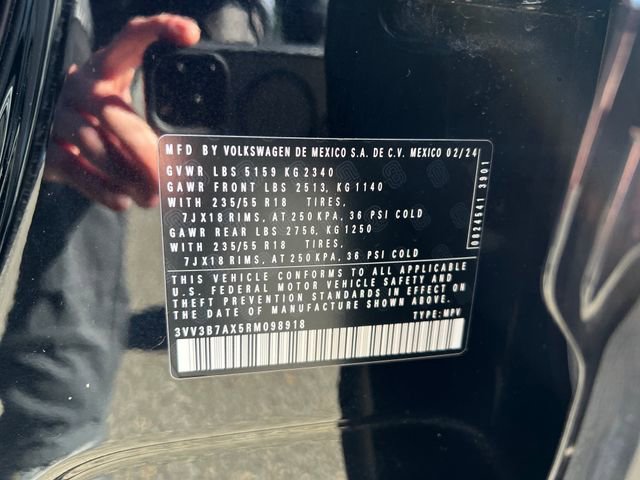 MFD BY VOLKSWAGEN DE MEXICO S.A. DE C.V. MEXICO 02/24
GVWR LBS 5159 KG 2340
GAWR FRONT LBS 2513, KG 1140
WITH 235/55 R18 TIRES,
7JX18 RIMS, AT 250 KPA, 36 PSI COLD
GAWR REAR LBS 2756, KG 1250
WITH 235/55 R18 TIRES,
7JX18 RIMS, AT 250 KPA, 36 PSI COLD
THIS VEHICLE CONFORMS TO ALL APPLICABLE
U.S. FEDERAL MOTOR VEHICLE SAFETY AND
THEFT PREVENTION STANDARDS IN EFFECT ON
THE DATE OF MANUFACTURE SHOWN ABOVE.
3VV3B7AX5RM098918 TYPE: MPV
0824541 3901